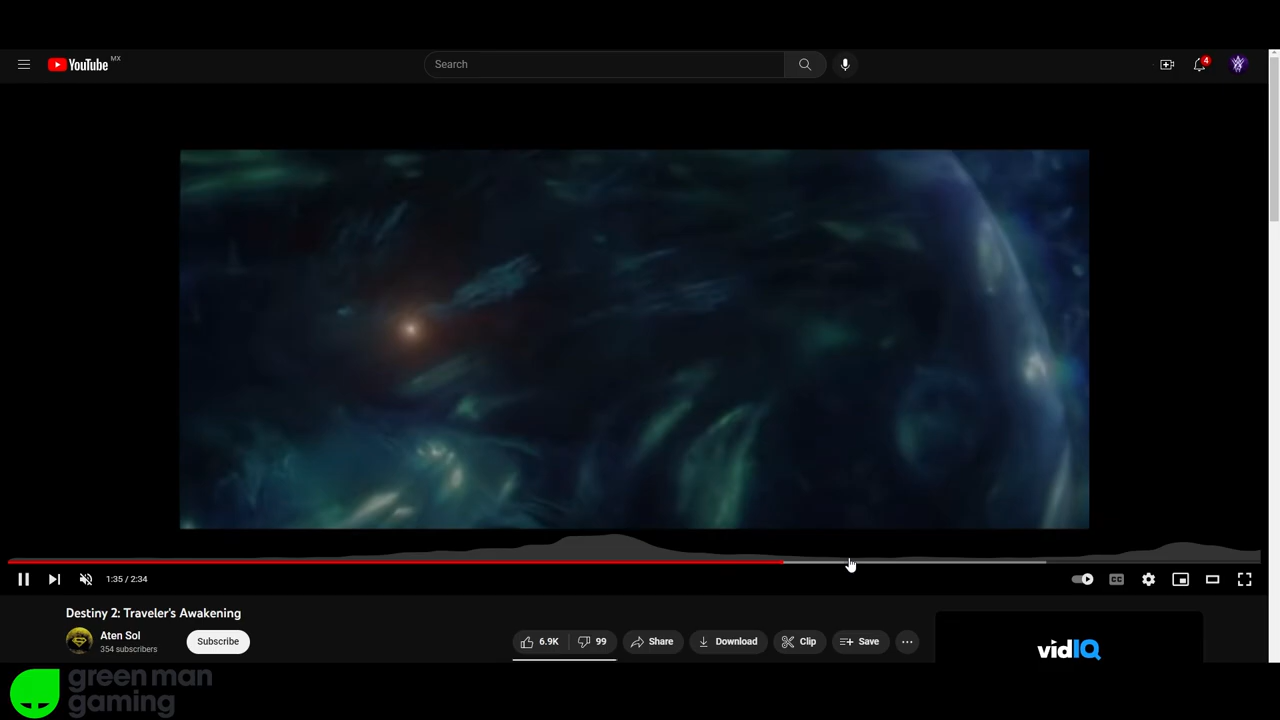 YouTube MX
Search
4
1:35 / 2:34
CC
Destiny 2: Traveler's Awakening
Aten Sol
354 subscribers
Subscribe
6.9K
99
Share
Download
Clip
Save
vidIQ
green man
gaming